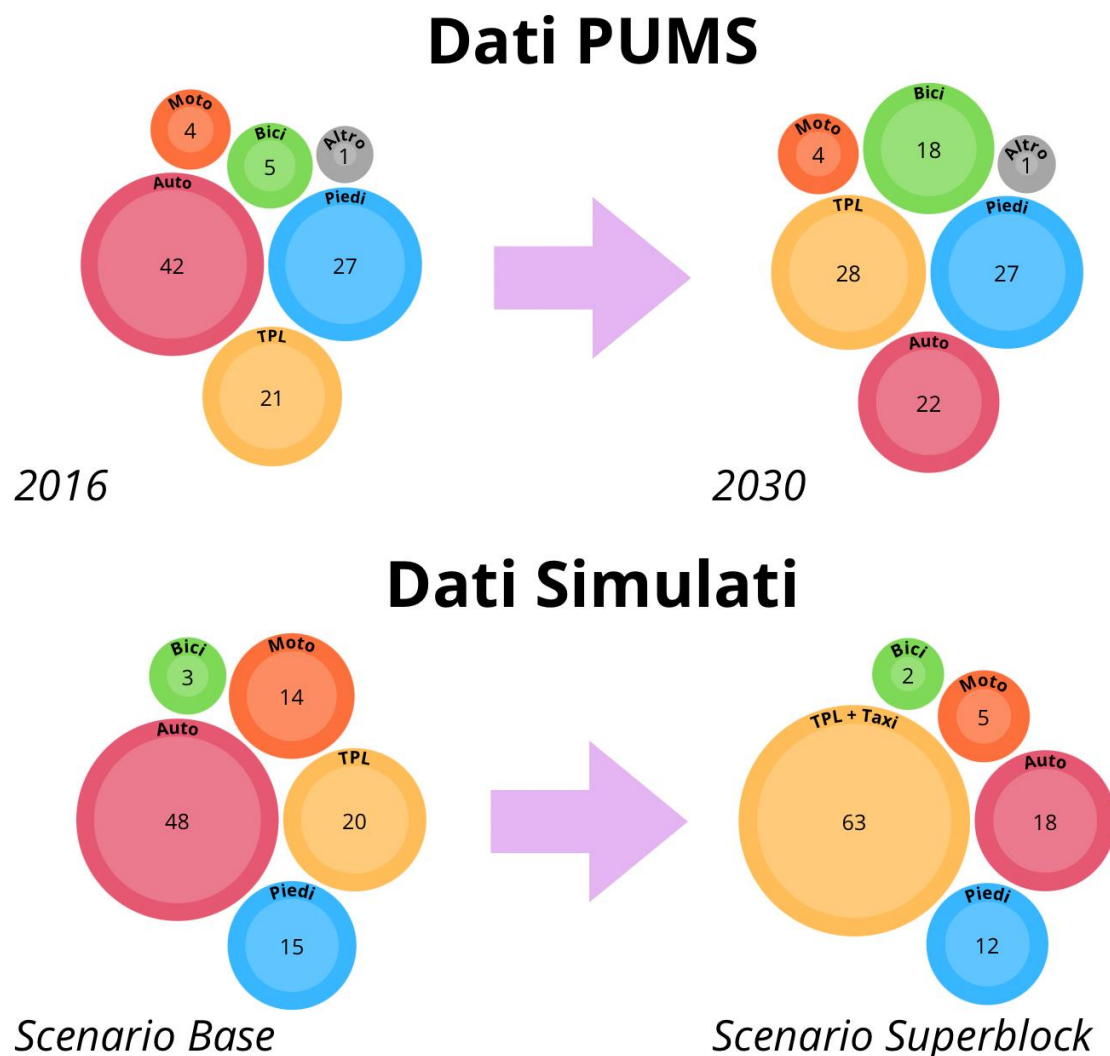 Dati PUMS
Moto
4
Bici
5
Altro
1
Auto
42
Piedi
27
TPL
21
2016
Moto
4
Bici
18
Altro
1
TPL
28
Piedi
27
Auto
22
2030
Dati Simulati
Bici
3
Moto
14
Auto
48
TPL
20
Piedi
15
Scenario Base
Bici
2
Moto
5
TPL + Taxi
63
Auto
18
Piedi
12
Scenario Superblock